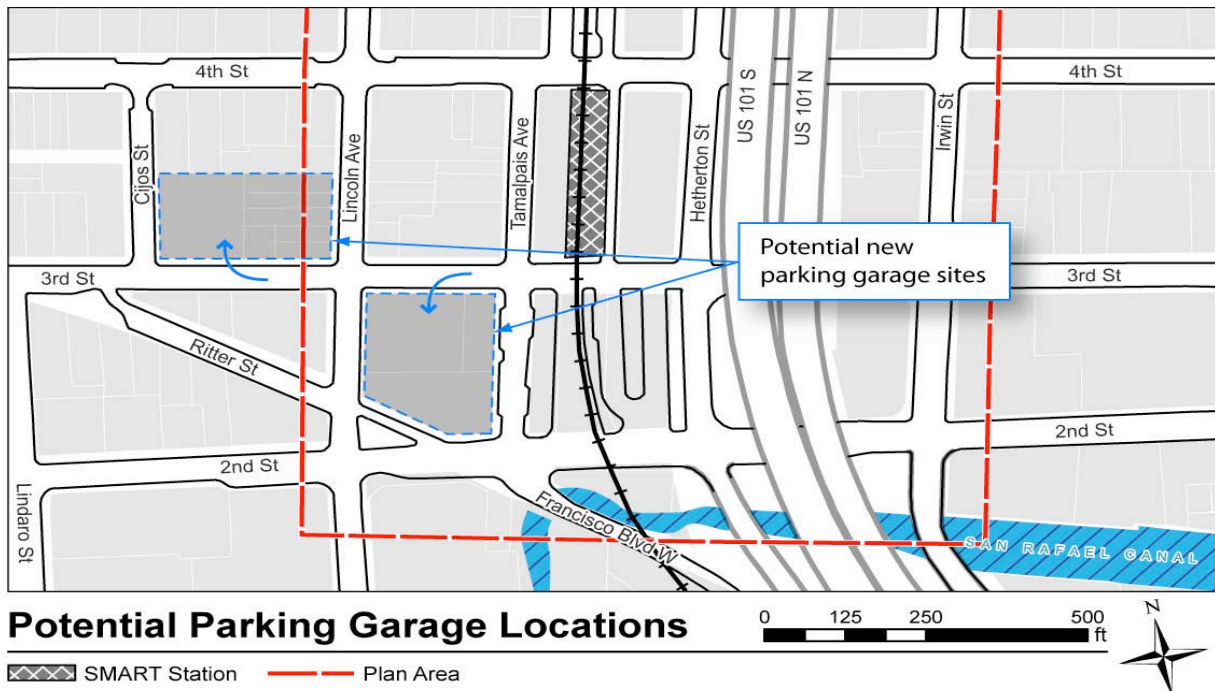 4th St
4th St
US 101 S
US 101 N
Irwin St
Cijos St
Lincoln Ave
Tamalpais Ave
Hetherton St
Potential new
parking garage sites
3rd St
3rd St
Ritter St
2nd St
2nd St
Lindaro St
Francisco Blvd W
SAN RAFAEL CANAL
Potential Parking Garage Locations
0 125 250 500
ft
N
SMART Station
Plan Area